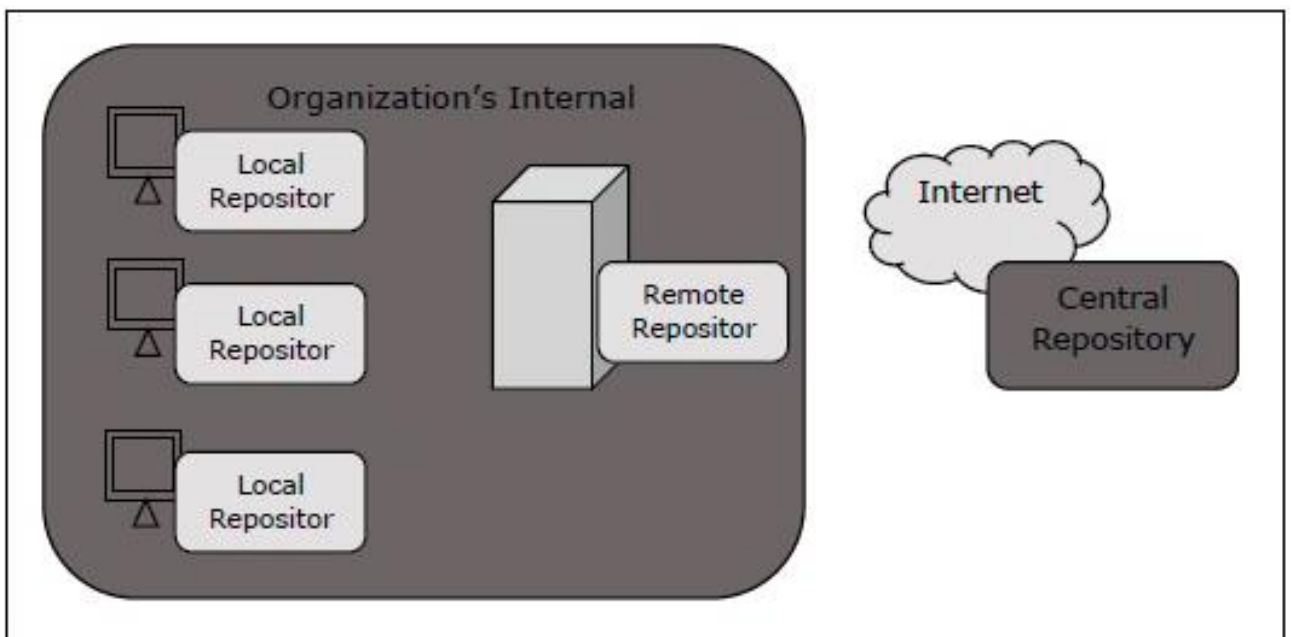 Organization's Internal
Local
Repositor
Local
Repositor
Local
Repositor
Remote
Repositor
Internet
Central
Repository